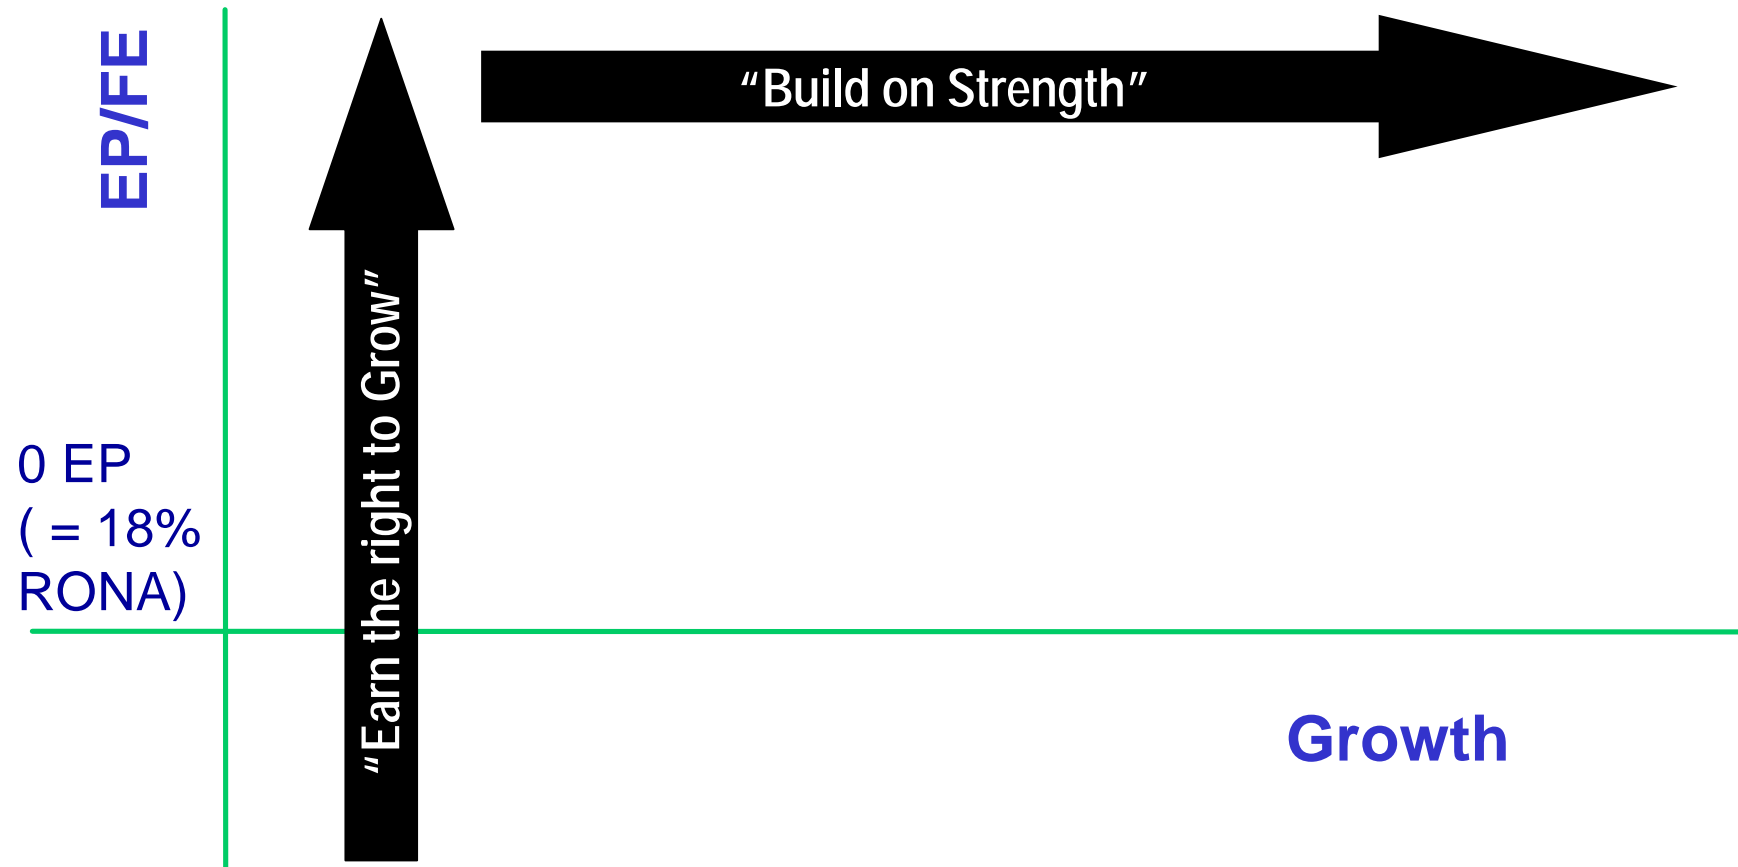 EP/FE
“Build on Strength”
“Earn the right to Grow”
0 EP
( = 18%
RONA)
Growth